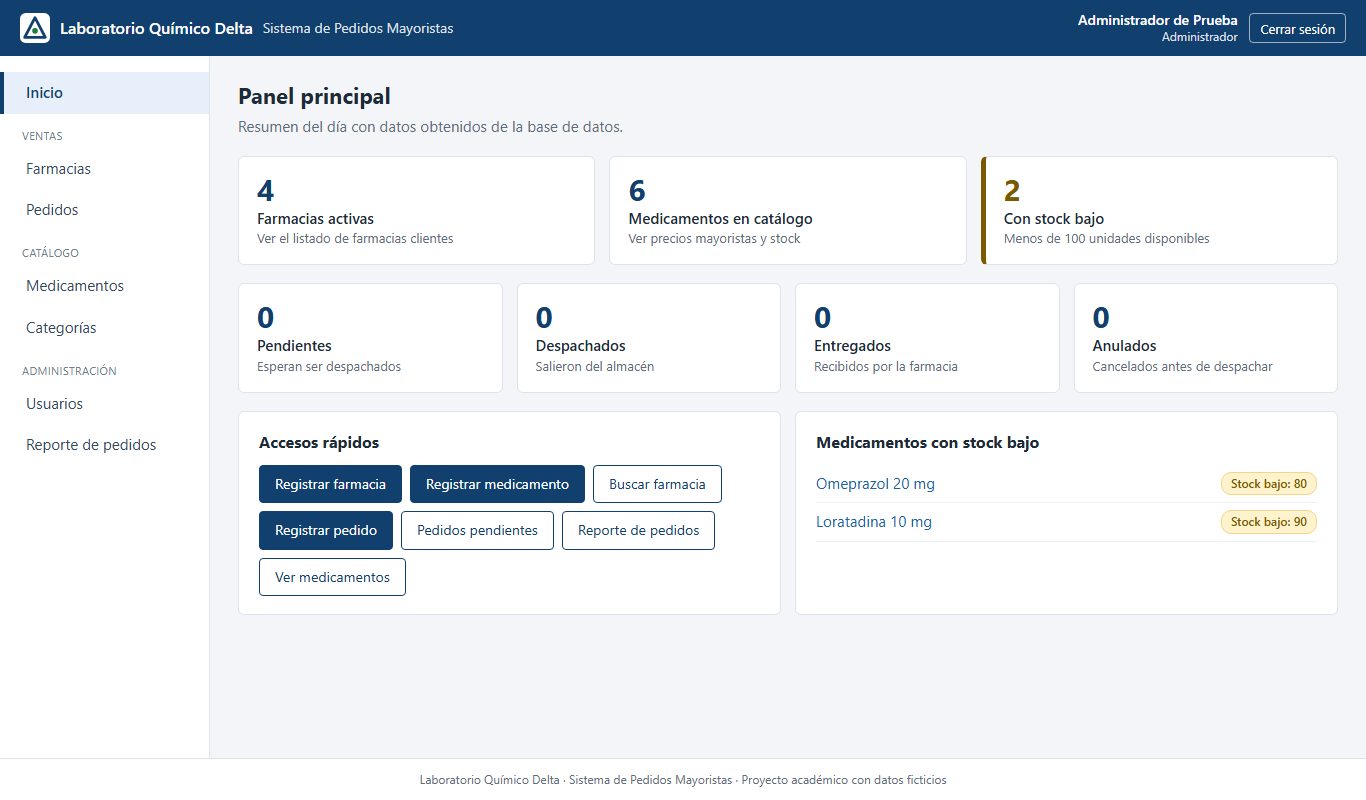 Laboratorio Químico Delta Sistema de Pedidos Mayoristas
Administrador de Prueba
Administrador
Cerrar sesión
Inicio
VENTAS
Farmacias
Pedidos
CATÁLOGO
Medicamentos
Categorías
ADMINISTRACIÓN
Usuarios
Reporte de pedidos
Panel principal
Resumen del día con datos obtenidos de la base de datos.
4
Farmacias activas
Ver el listado de farmacias clientes
6
Medicamentos en catálogo
Ver precios mayoristas y stock
2
Con stock bajo
Menos de 100 unidades disponibles
0
Pendientes
Esperan ser despachados
0
Despachados
Salieron del almacén
0
Entregados
Recibidos por la farmacia
0
Anulados
Cancelados antes de despachar
Accesos rápidos
Registrar farmacia
Registrar medicamento
Buscar farmacia
Registrar pedido
Pedidos pendientes
Reporte de pedidos
Ver medicamentos
Medicamentos con stock bajo
Omeprazol 20 mg Stock bajo: 80
Loratadina 10 mg Stock bajo: 90
Laboratorio Químico Delta · Sistema de Pedidos Mayoristas · Proyecto académico con datos ficticios